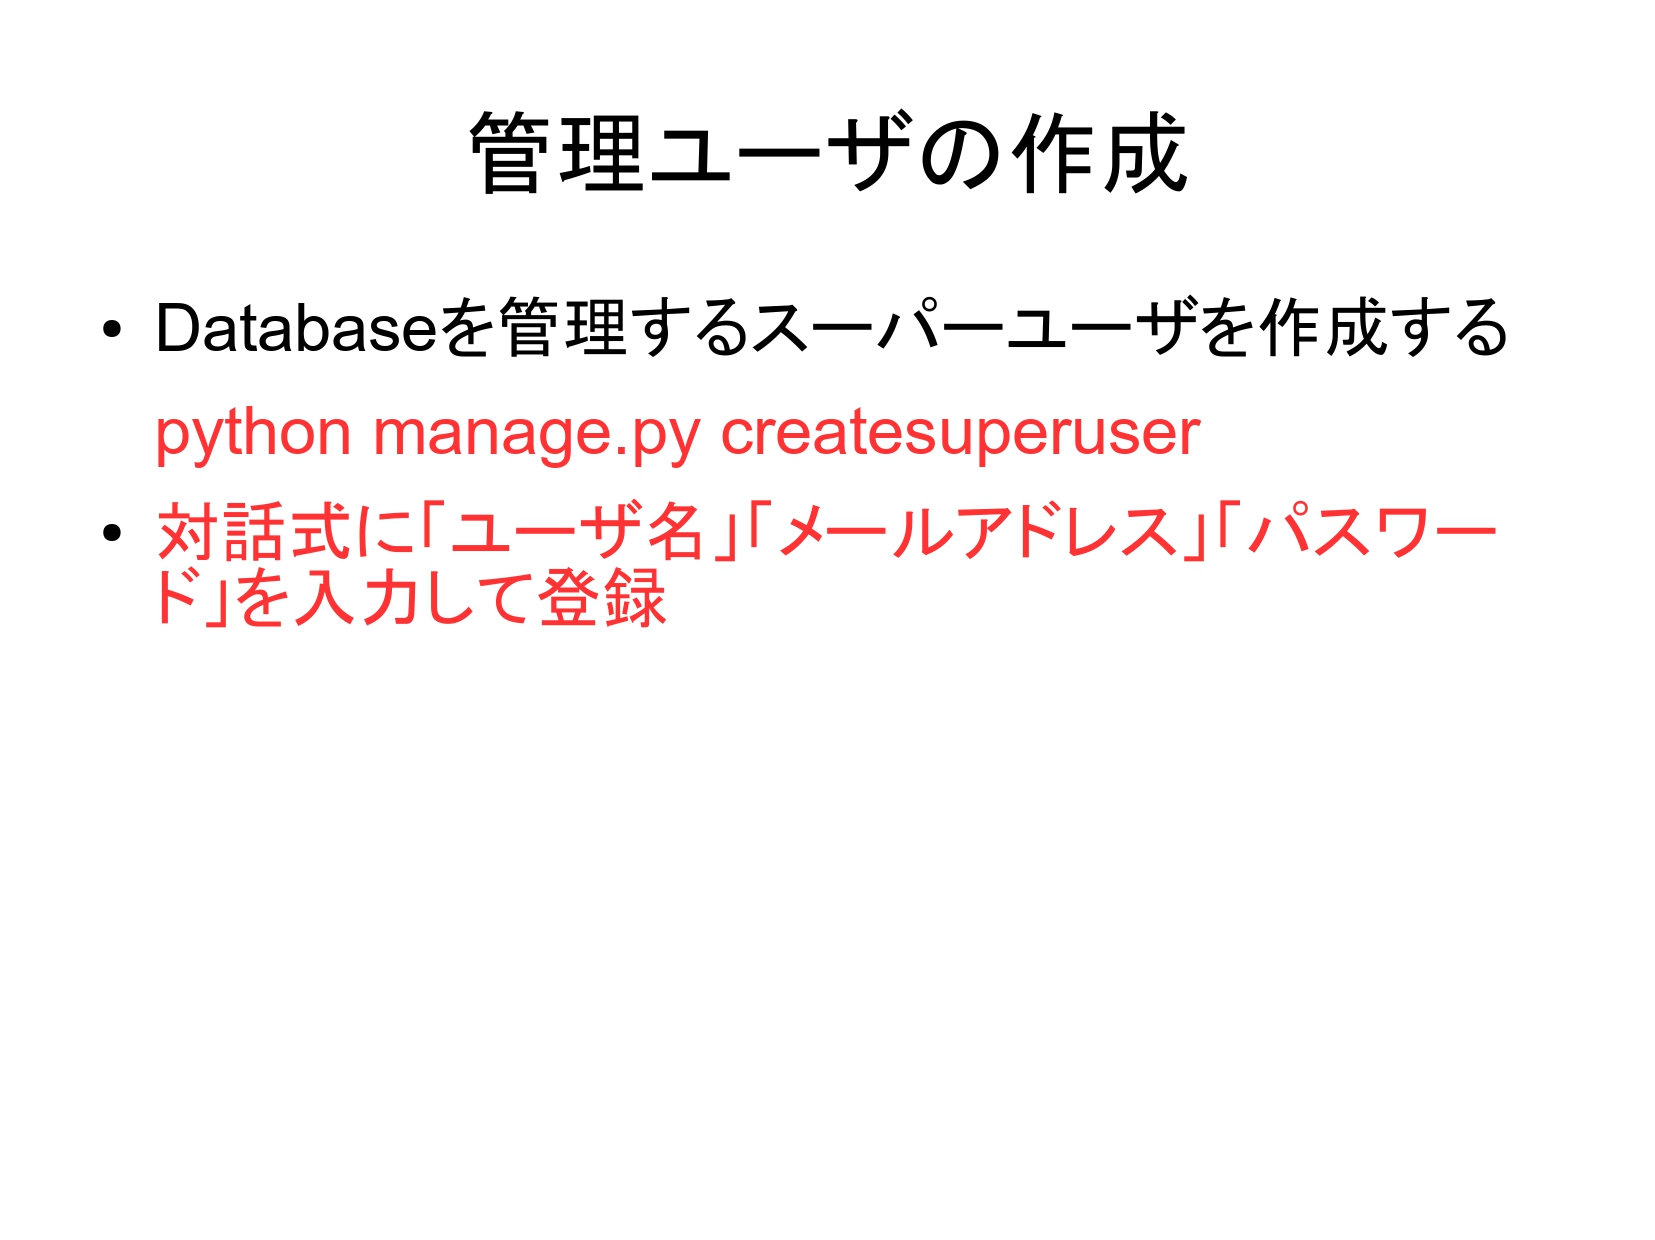 管理ユーザの作成
• Databaseを管理するスーパーユーザを作成する
python manage.py createsuperuser
• 対話式に「ユーザ名」「メールアドレス」「パスワー
ド」を入力して登録